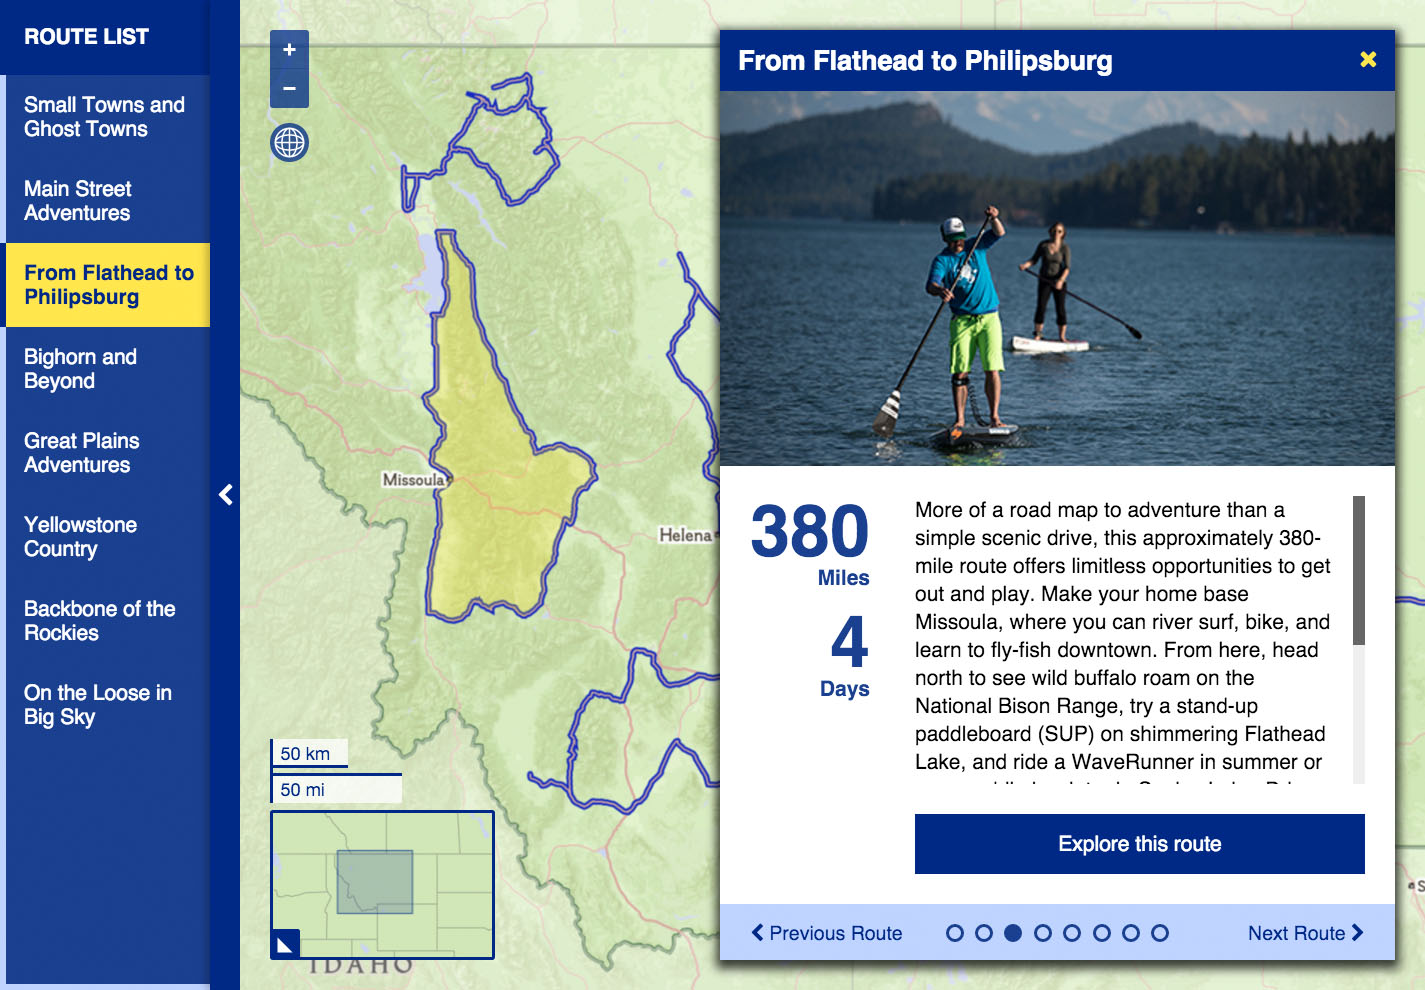 ROUTE LIST
Small Towns and
Ghost Towns
Main Street
Adventures
From Flathead to
Philipsburg
Bighorn and
Beyond
Great Plains
Adventures
Yellowstone
Country
Backbone of the
Rockies
On the Loose in
Big Sky
+
−
Missoula
Helena
50 km
50 mi
IDAHO
From Flathead to Philipsburg
380
Miles
4
Days
More of a road map to adventure than a
simple scenic drive, this approximately 380-
mile route offers limitless opportunities to get
out and play. Make your home base
Missoula, where you can river surf, bike, and
learn to fly-fish downtown. From here, head
north to see wild buffalo roam on the
National Bison Range, try a stand-up
paddleboard (SUP) on shimmering Flathead
Lake, and ride a WaveRunner in summer or
Explore this route
Previous Route
Next Route